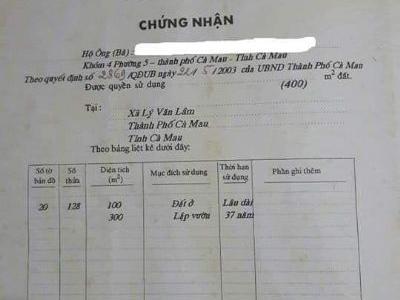 CHỨNG NHẬN
Hộ Ông (Bà):
Khóm 4 Phường 5 – thành phố Cà Mau – Tỉnh Cà Mau
Theo quyết định số 2869/QĐUB ngày 22/5/2003 của UBND Thành Phố Cà Mau
Được quyền sử dụng (400) m² đất.
Tại :
Xã Lý Văn Lâm
Thành Phố Cà Mau
Tỉnh Cà Mau
Theo bảng liệt kê dưới đây:
Số tờ bản đồ Số thửa Diện tích (m²) Mục đích sử dụng Thời hạn sử dụng Phần ghi thêm
20 128 100 Đất ở Lâu dài
300 Lập vườn 37 năm